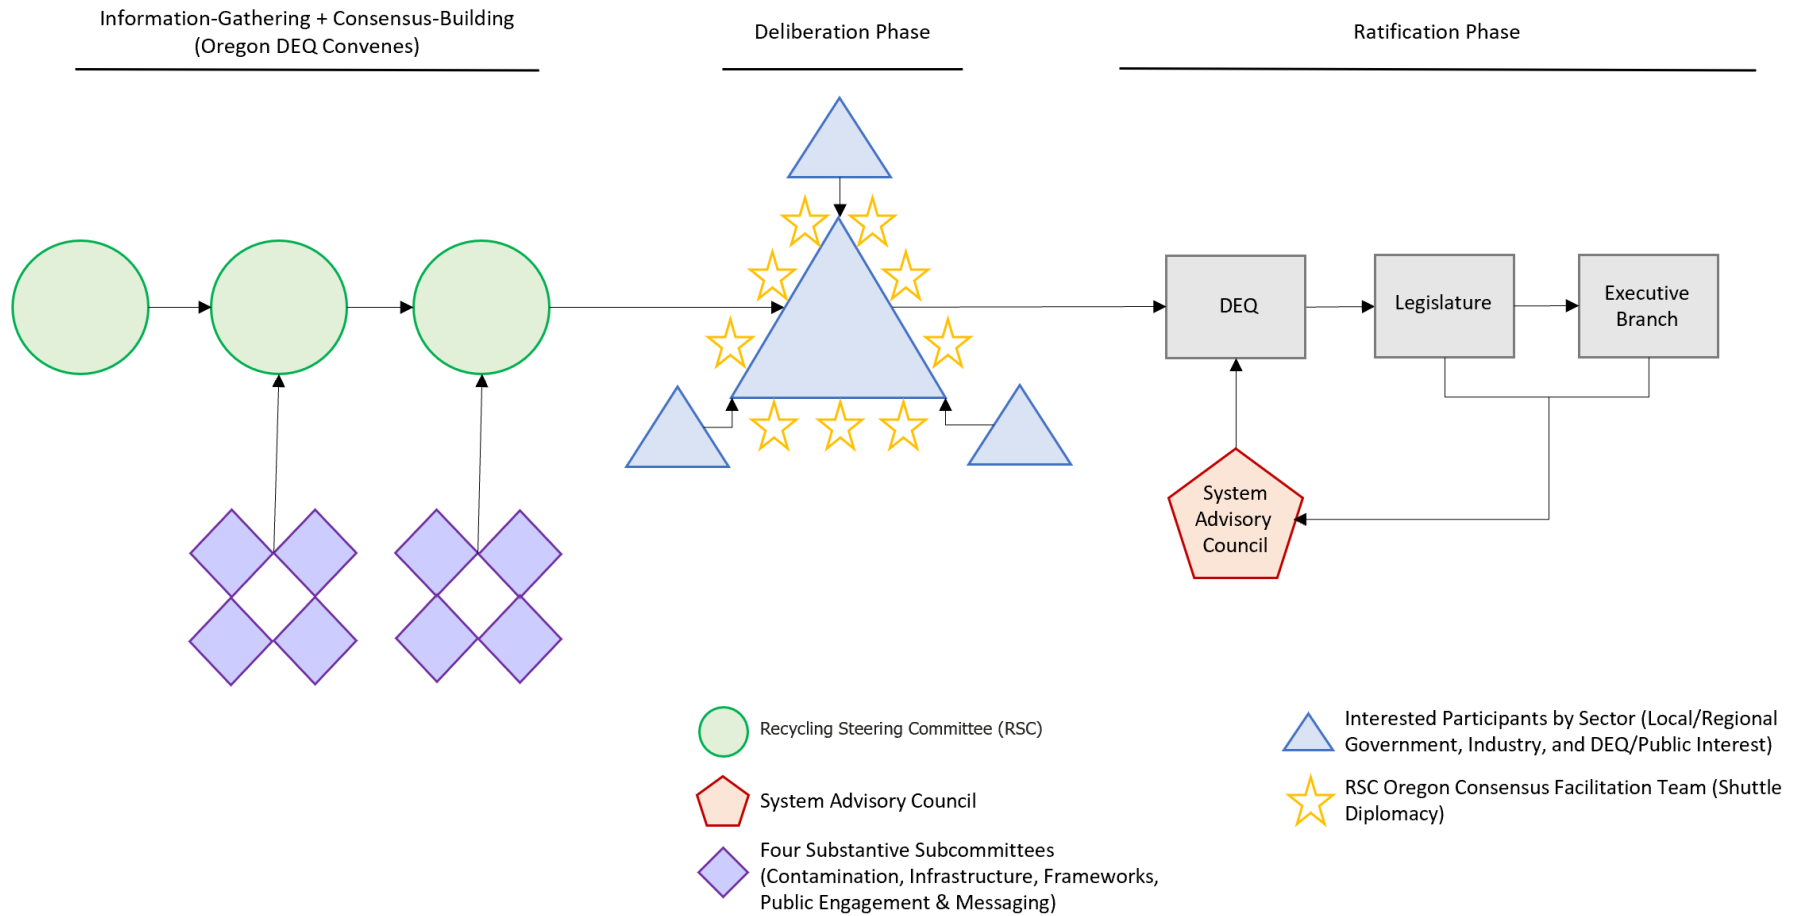 Information-Gathering + Consensus-Building
(Oregon DEQ Convenes)
Deliberation Phase
Ratification Phase
DEQ
Legislature
Executive
Branch
System
Advisory
Council
Recycling Steering Committee (RSC)
System Advisory Council
Four Substantive Subcommittees
(Contamination, Infrastructure, Frameworks,
Public Engagement & Messaging)
Interested Participants by Sector (Local/Regional
Government, Industry, and DEQ/Public Interest)
RSC Oregon Consensus Facilitation Team (Shuttle
Diplomacy)